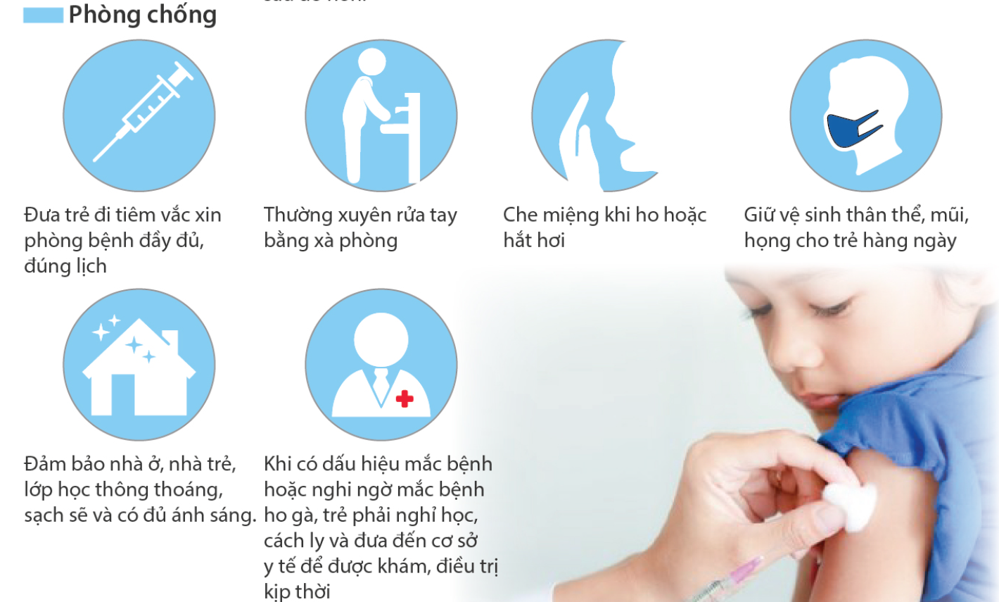 Phòng chống
Đưa trẻ đi tiêm vắc xin
phòng bệnh đầy đủ,
đúng lịch
Thường xuyên rửa tay
bằng xà phòng
Che miệng khi ho hoặc
hắt hơi
Giữ vệ sinh thân thể, mũi,
họng cho trẻ hàng ngày
Đảm bảo nhà ở, nhà trẻ,
lớp học thông thoáng,
sạch sẽ và có đủ ánh sáng.
Khi có dấu hiệu mắc bệnh
hoặc nghi ngờ mắc bệnh
ho gà, trẻ phải nghỉ học,
cách ly và đưa đến cơ sở
y tế để được khám, điều trị
kịp thời